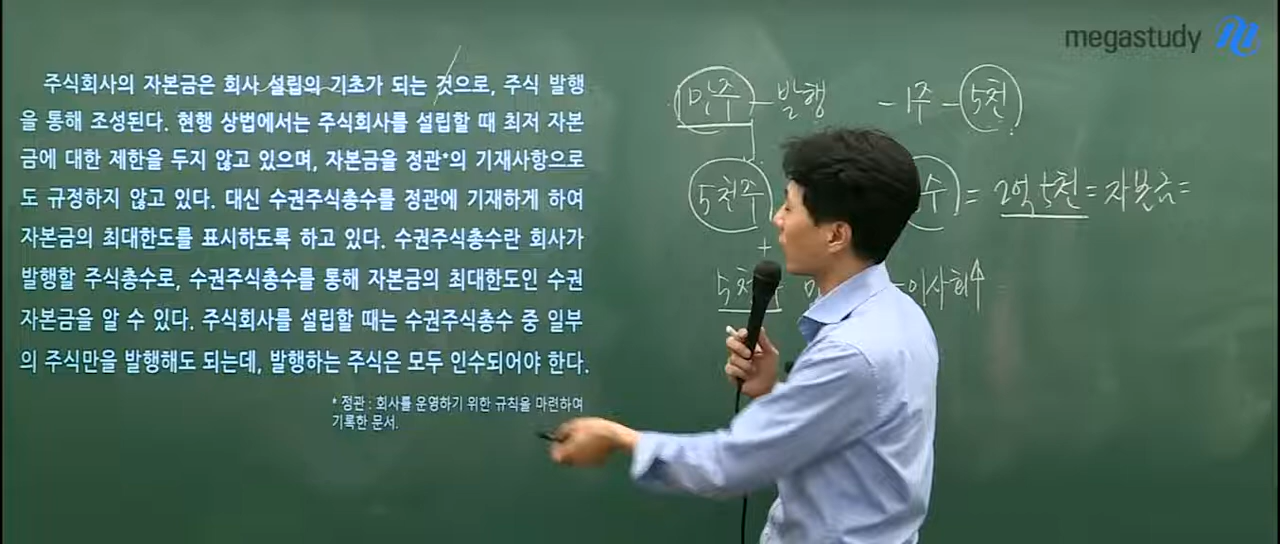 megastudy
주식회사의 자본금은 회사 설립의 기초가 되는 것으로, 주식 발행
을 통해 조성된다. 현행 상법에서는 주식회사를 설립할 때 최저 자본
금에 대한 제한을 두지 않고 있으며, 자본금을 정관*의 기재사항으로
도 규정하지 않고 있다. 대신 수권주식총수를 정관에 기재하게 하여
자본금의 최대한도를 표시하도록 하고 있다. 수권주식총수란 회사가
발행할 주식총수로, 수권주식총수를 통해 자본금의 최대한도인 수권
자본금을 알 수 있다. 주식회사를 설립할 때는 수권주식총수 중 일부
의 주식만을 발행해도 되는데, 발행하는 주식은 모두 인수되어야 한다.
* 정관 : 회사를 운영하기 위한 규칙을 마련하여
기록한 문서.
만주 - 발행 - 1주 - 5천
5천주 수 = 2억 5천 = 자본금 =
+
5천 이사회↑